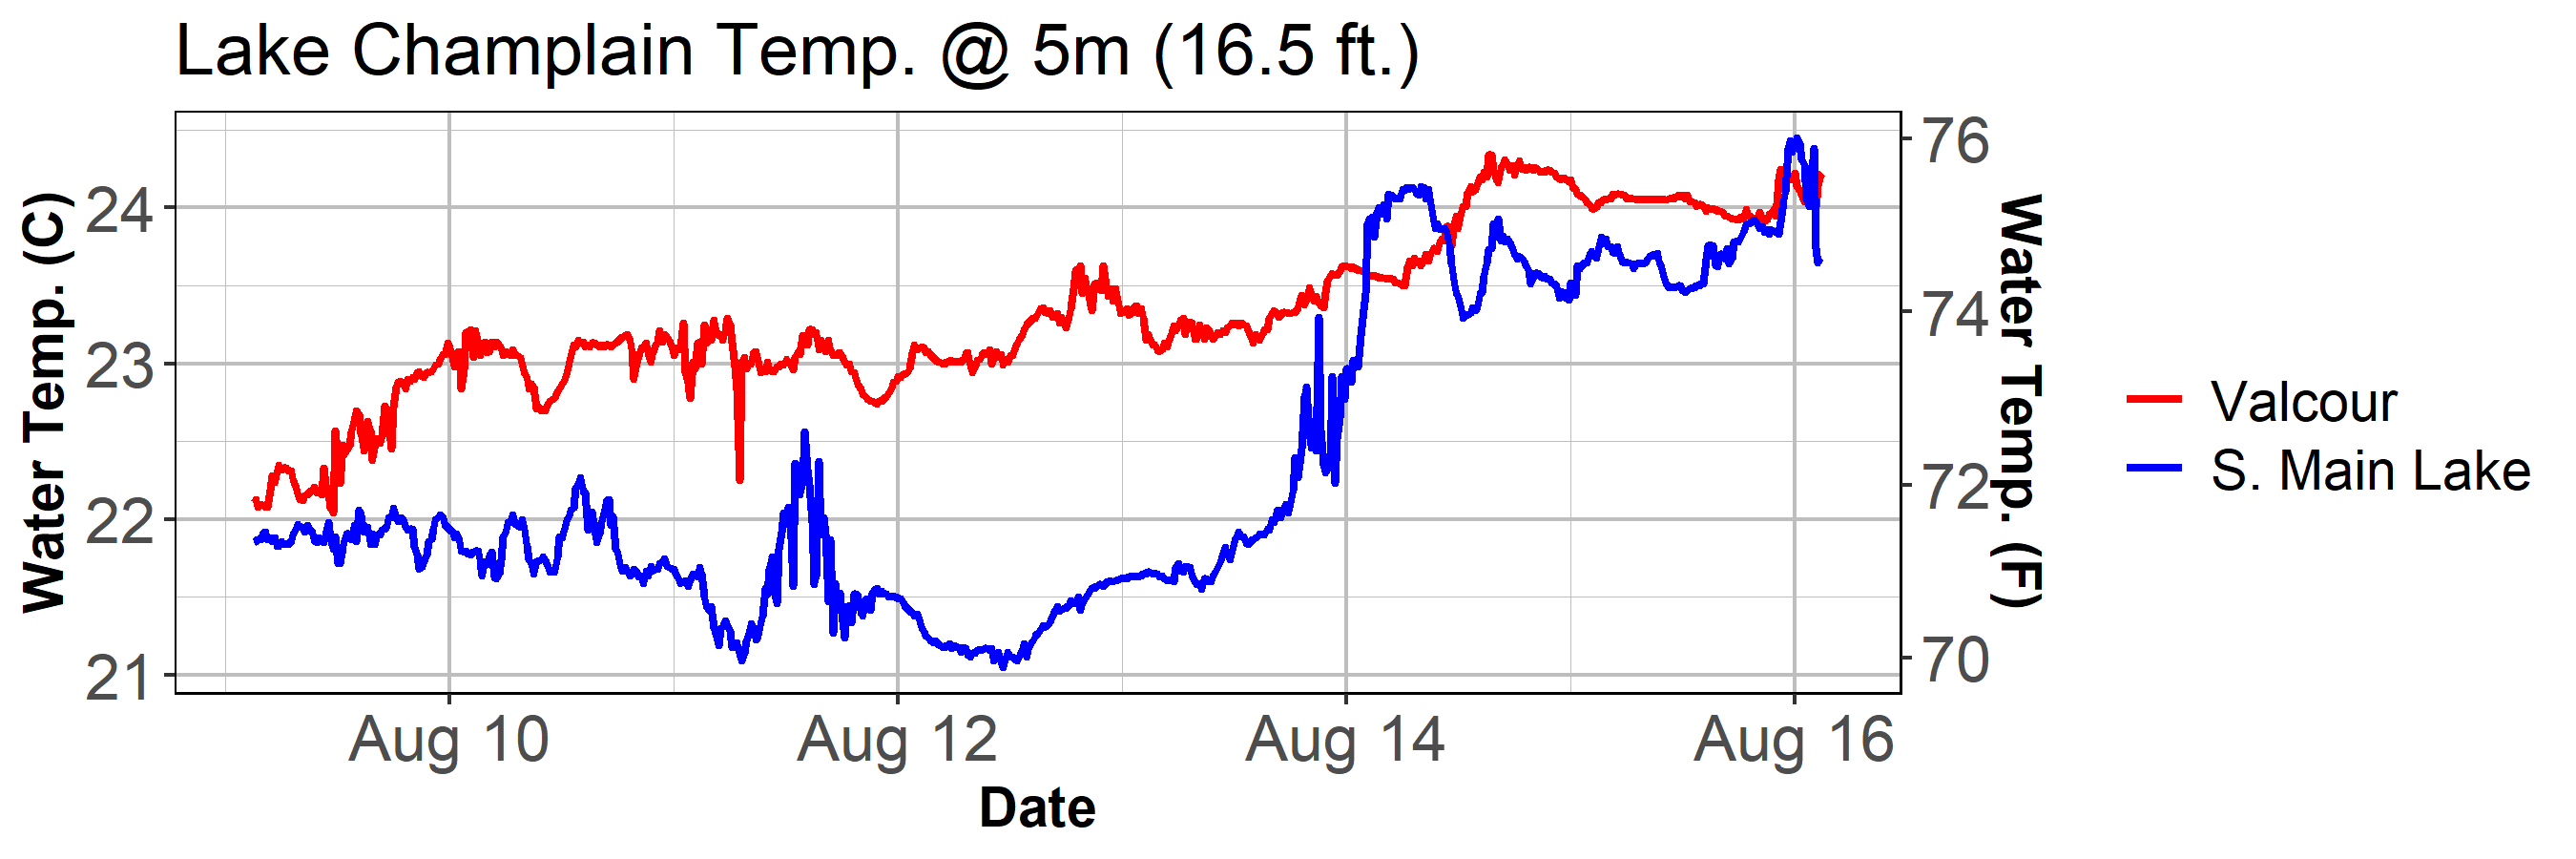 Lake Champlain Temp. @ 5m (16.5 ft.)
Water Temp. (C)
24
23
22
21
76
74
72
70
Water Temp. (F)
Aug 10
Aug 12
Aug 14
Aug 16
Date
Valcour
S. Main Lake